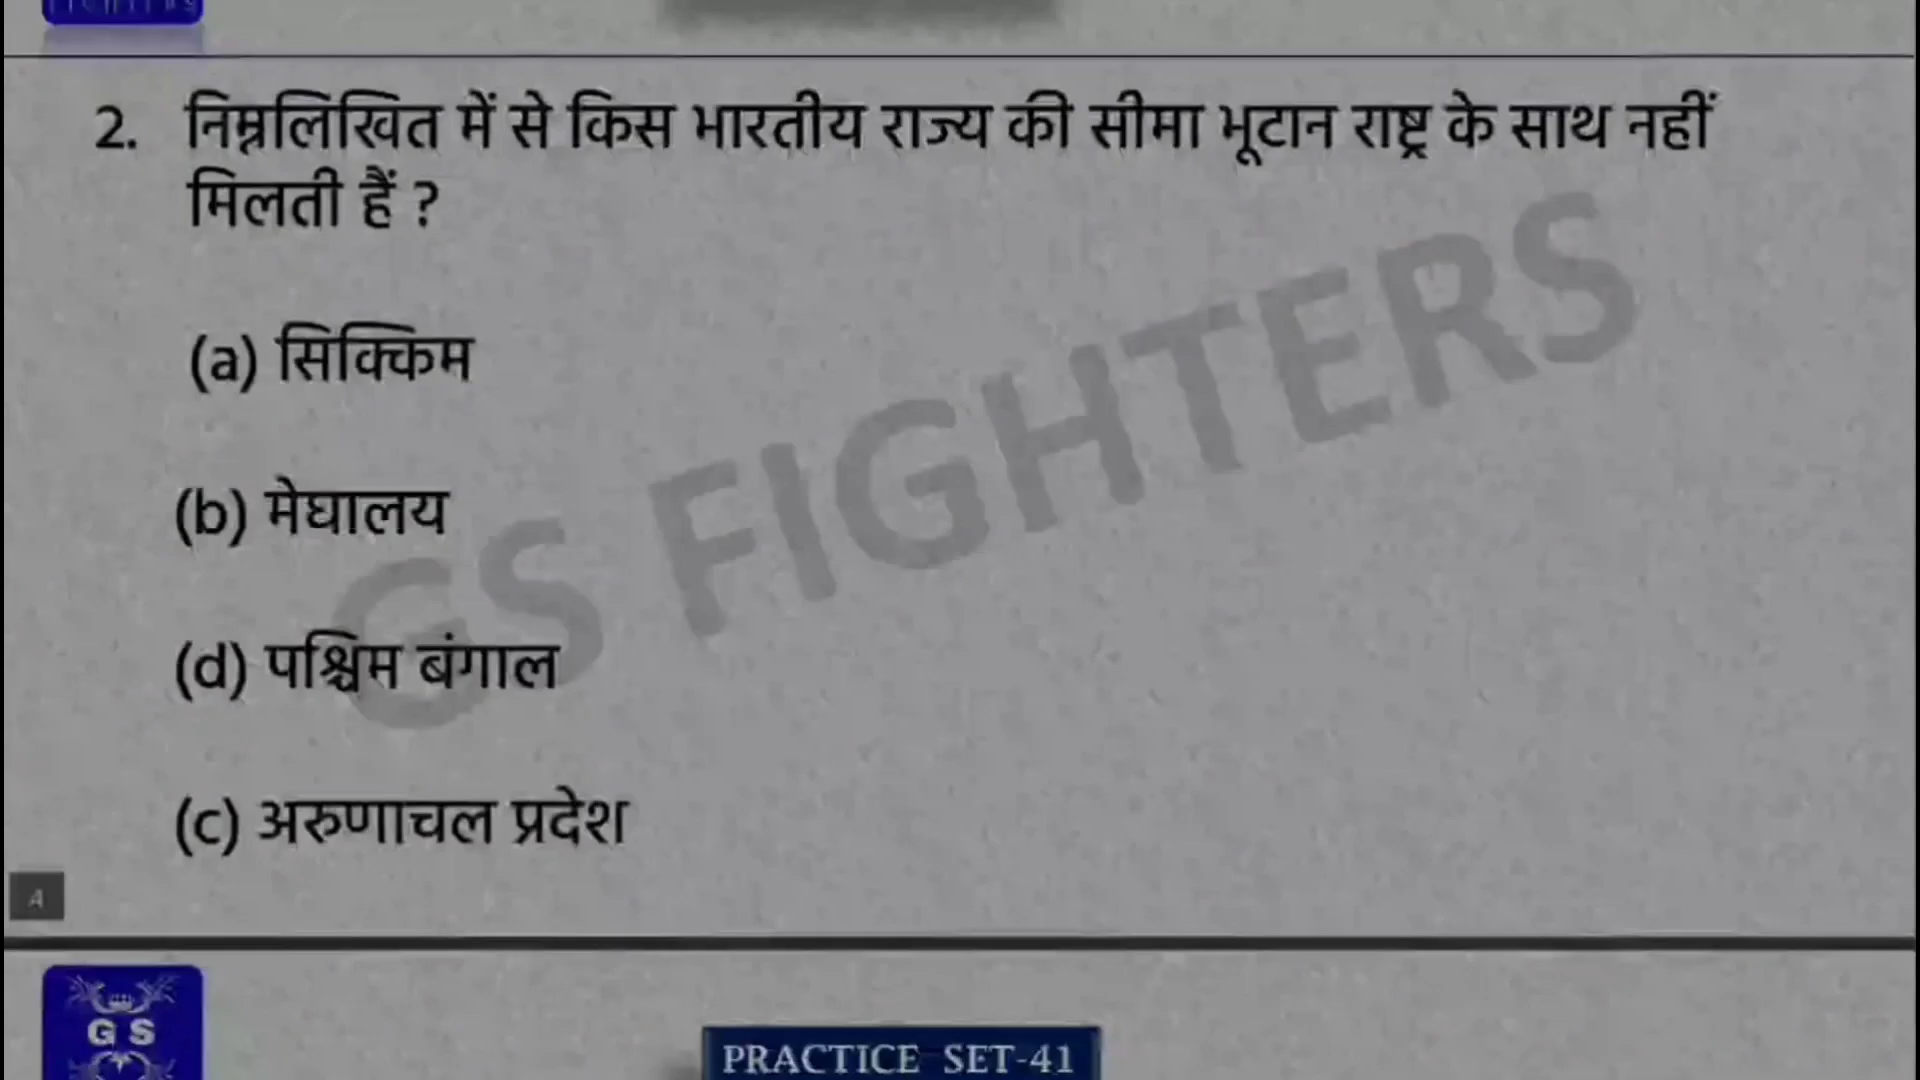 2. निम्नलिखित में से किस भारतीय राज्य की सीमा भूटान राष्ट्र के साथ नहीं
मिलती हैं ?
(a) सिक्किम
(b) मेघालय
(d) पश्चिम बंगाल
(c) अरुणाचल प्रदेश
GS FIGHTERS
A
G S
PRACTICE SET-41